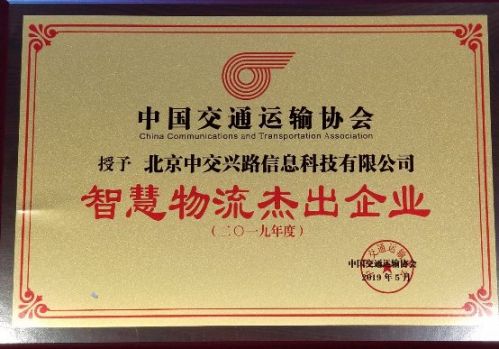 中国交通运输协会
China Communications and Transportation Association
授予 北京中交兴路信息科技有限公司
智慧物流杰出企业
(二〇一九年度)
中国交通运输协会
2019年5月